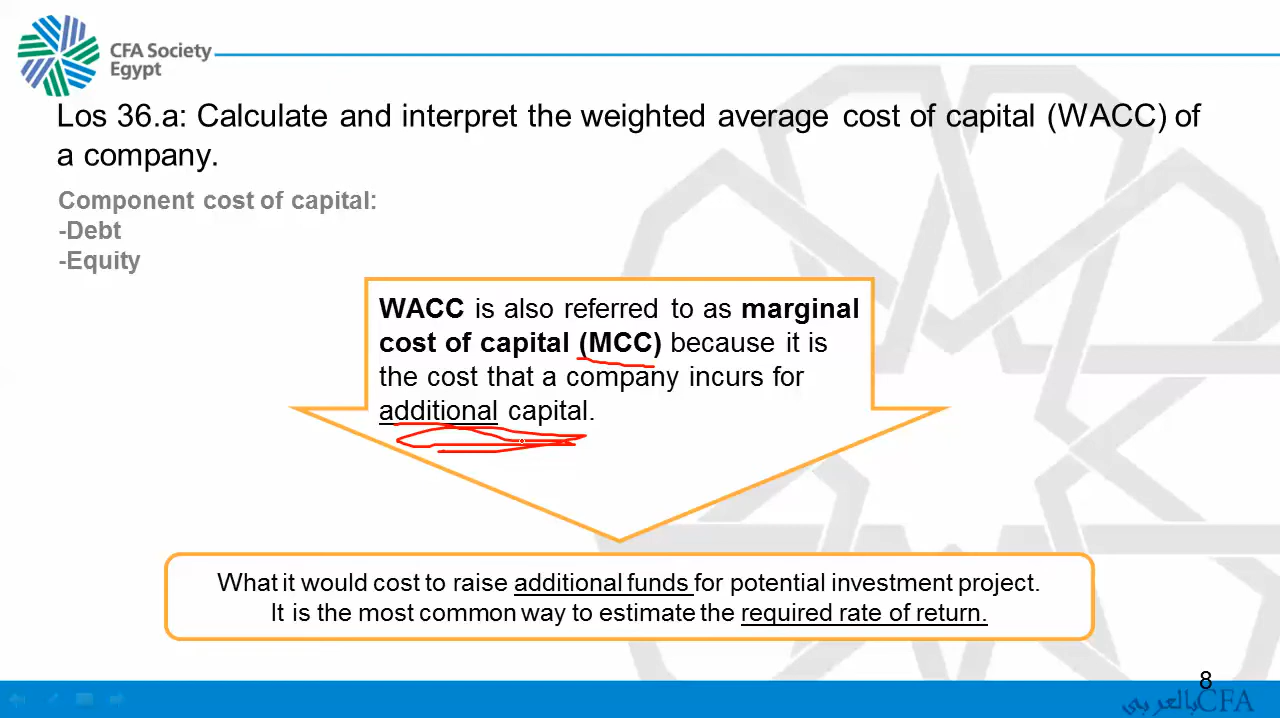 CFA Society
Egypt
Los 36.a: Calculate and interpret the weighted average cost of capital (WACC) of
a company.
Component cost of capital:
-Debt
-Equity
WACC is also referred to as marginal
cost of capital (MCC) because it is
the cost that a company incurs for
additional capital.
What it would cost to raise additional funds for potential investment project.
It is the most common way to estimate the required rate of return.
8
CFA بالعربي